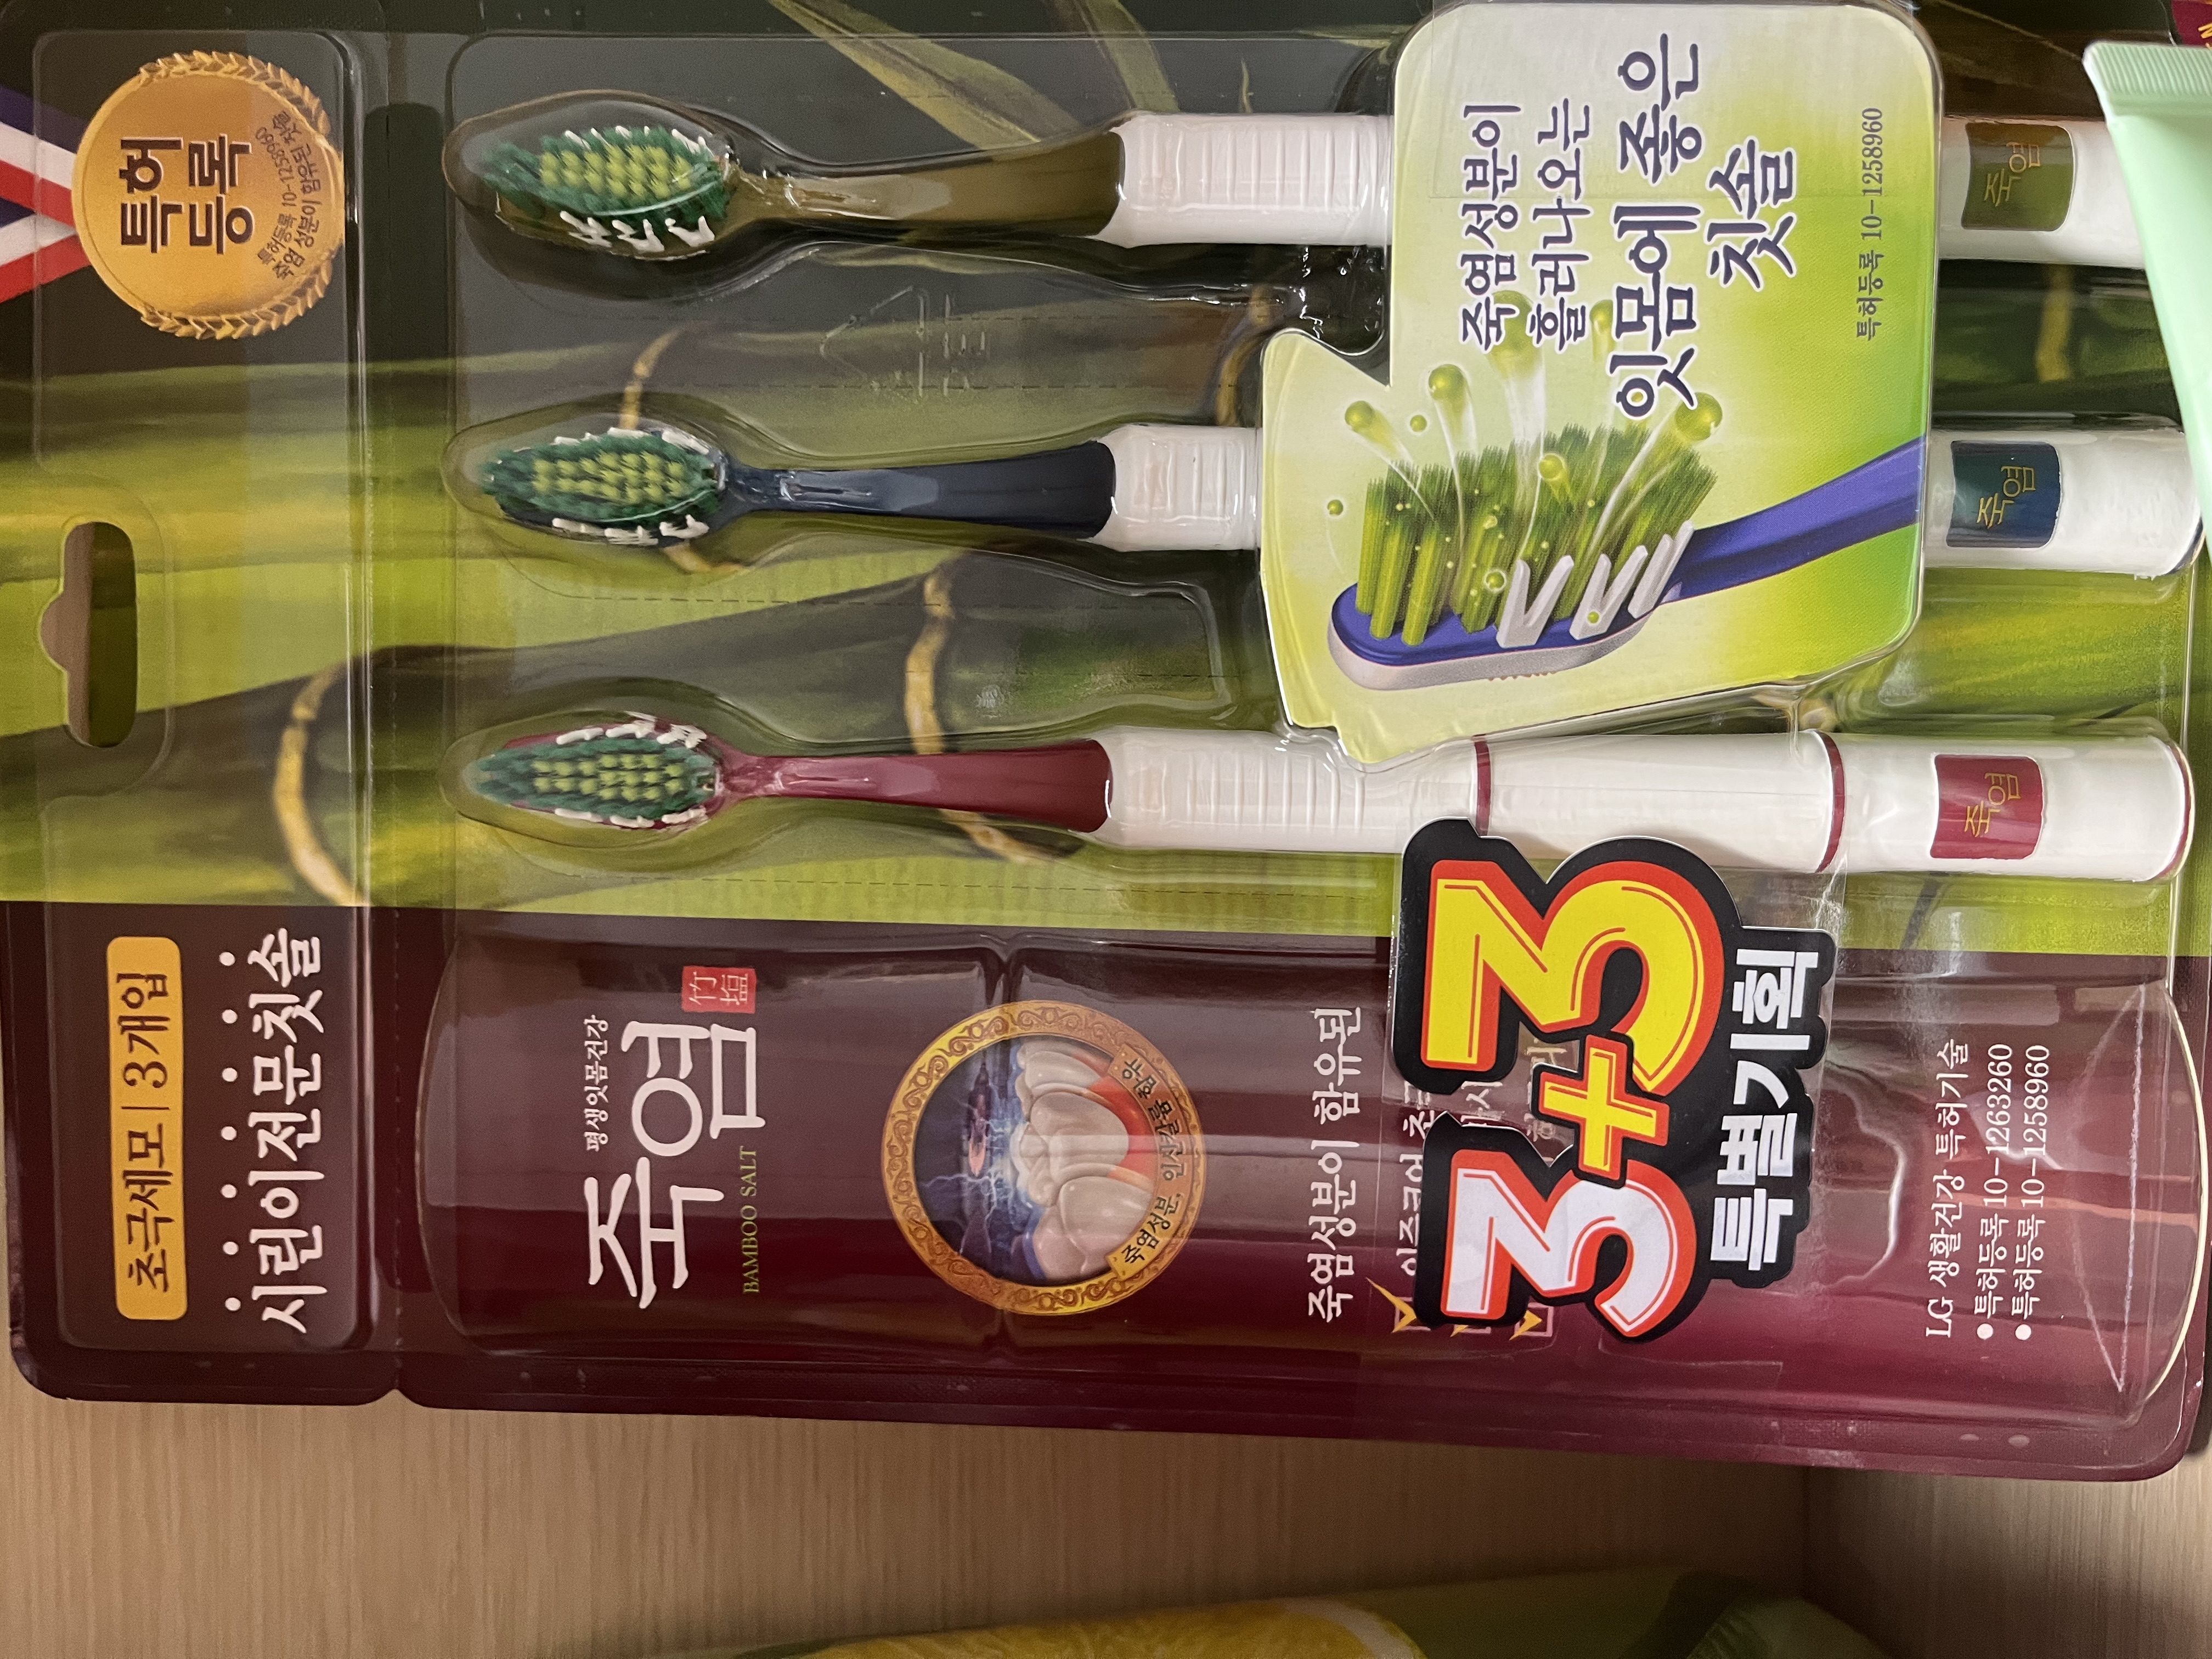 초극세모 | 3개입
시린이전문칫솔
특허
등록
특허등록 10-1258960
죽염 성분이 함유된 칫솔
평생잇몸건강
죽염
竹塩
BAMBOO SALT
죽염성분, 인산칼륨 함유
죽염성분이 함유된
3+3
특별기획
LG 생활건강 특허기술
●특허등록 10-1263260
●특허등록 10-1258960
죽염성분이
흘러나오는
잇몸에 좋은
칫솔
특허등록 10-1258960
죽염
죽염
죽염